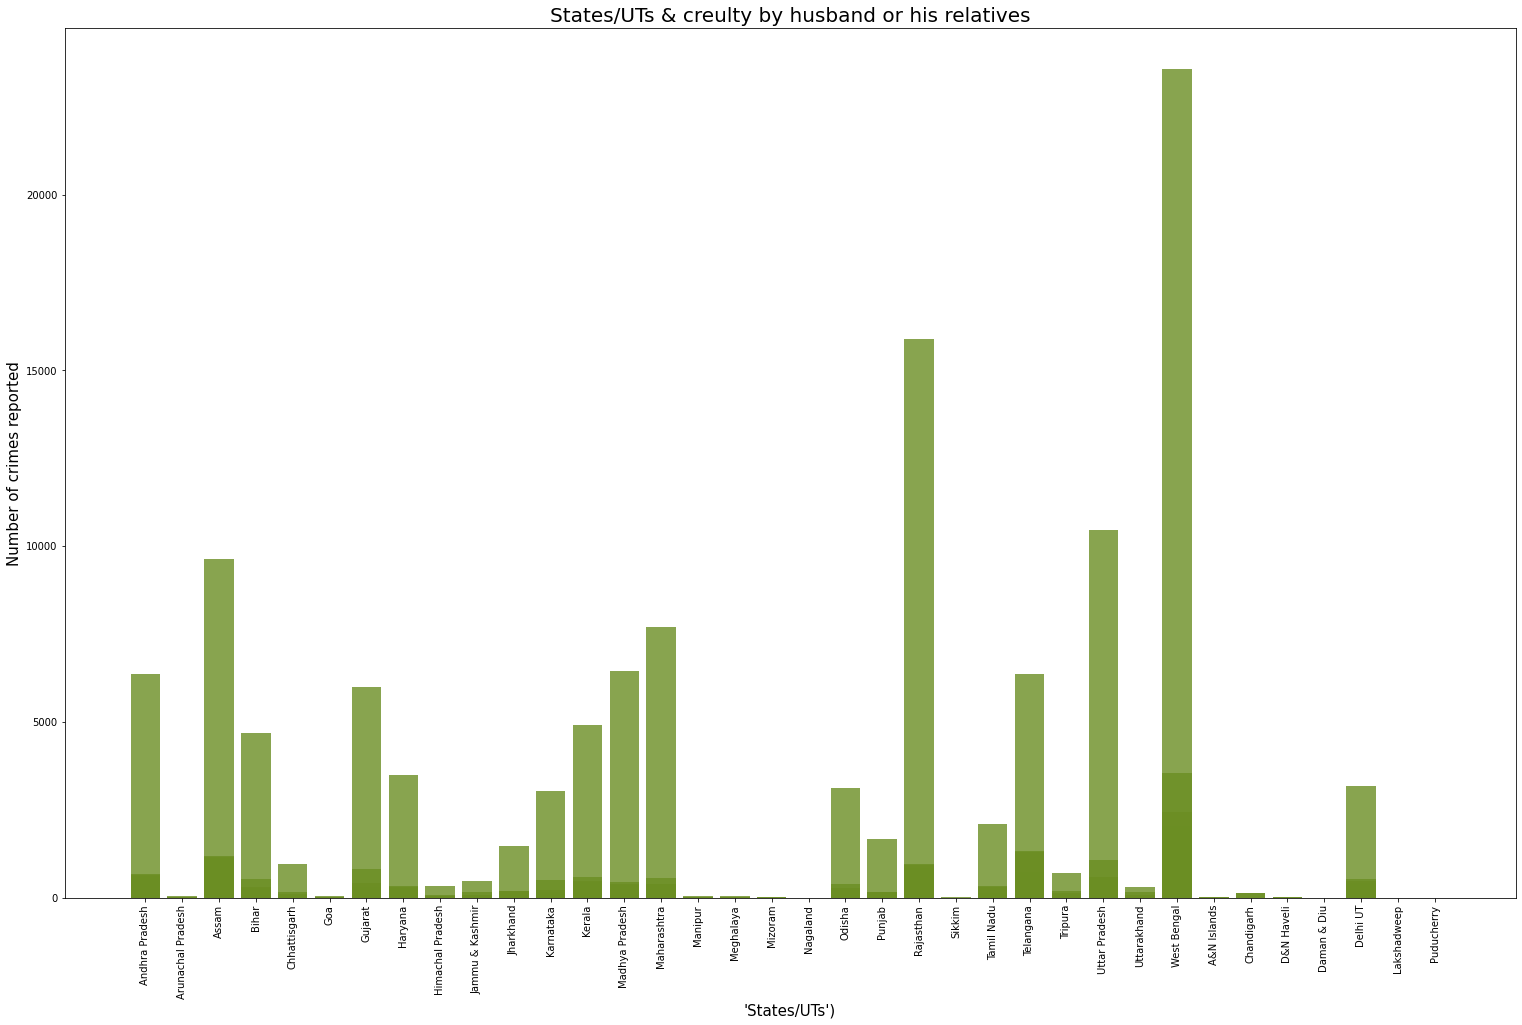 States/UTs & creulty by husband or his relatives
Number of crimes reported
20000
15000
10000
5000
0
Andhra Pradesh
Arunachal Pradesh
Assam
Bihar
Chhattisgarh
Goa
Gujarat
Haryana
Himachal Pradesh
Jammu & Kashmir
Jharkhand
Karnataka
Kerala
Madhya Pradesh
Maharashtra
Manipur
Meghalaya
Mizoram
Nagaland
Odisha
Punjab
Rajasthan
Sikkim
Tamil Nadu
Telangana
Tripura
Uttar Pradesh
Uttarakhand
West Bengal
A&N Islands
Chandigarh
D&N Haveli
Daman & Diu
Delhi UT
Lakshadweep
Puducherry
'States/UTs')